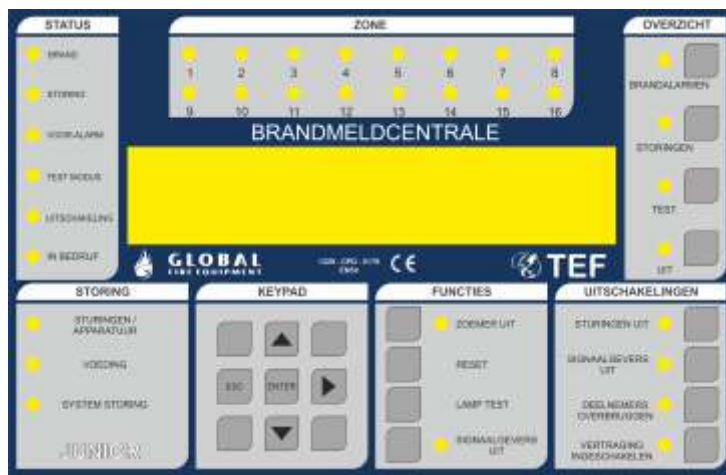 STATUS
BRAND
STORING
VOORALARM
TEST MODUS
UITSCHAKELING
IN BEDRIJF
ZONE
1 2 3 4 5 6 7 8
9 10 11 12 13 14 15 16
BRANDMELDCENTRALE
GLOBAL
FIRE EQUIPMENT
CE
TEF
OVERZICHT
BRANDALARMEN
STORINGEN
TEST
UIT
STORING
STURINGEN /
APPARATUUR
VOEDING
SYSTEM STORING
JUNIOR
KEYPAD
ESC ENTER
FUNCTIES
ZOEMER UIT
RESET
LAMP TEST
SIGNAALGEVERS
UIT
UITSCHAKELINGEN
STURINGEN UIT
SIGNAALGEVERS
UIT
DEELNEMERS
OVERBRUGGEN
VERTRAGING
INGESCHAKELEN